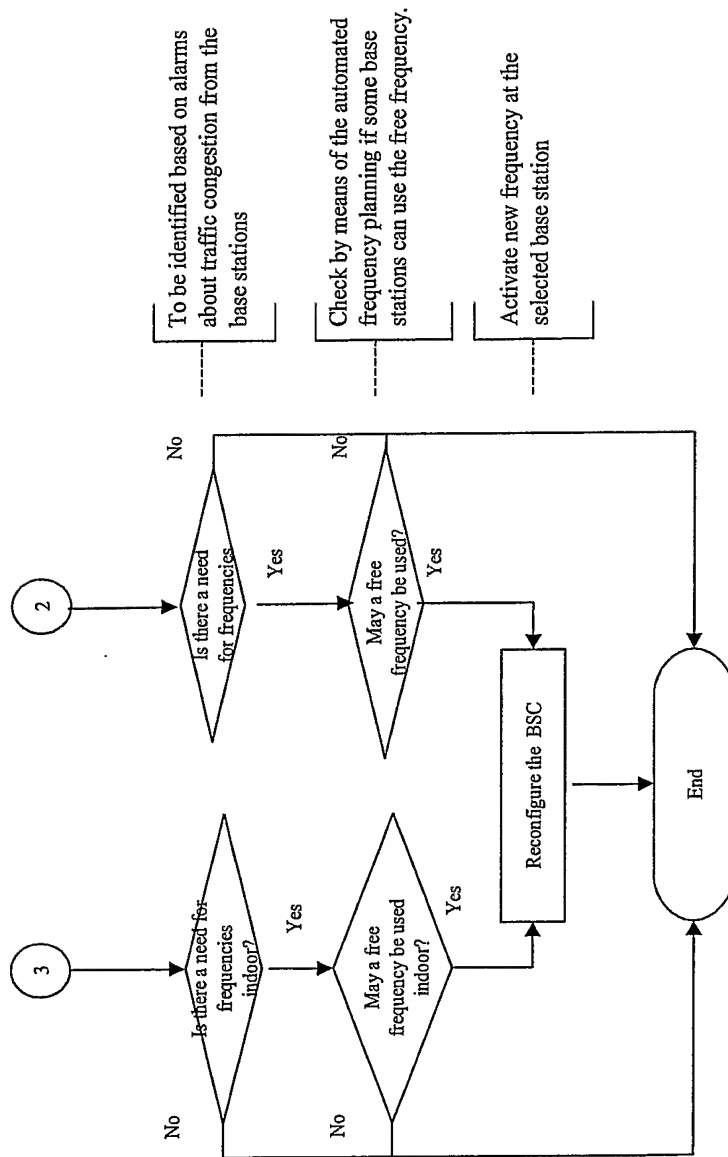 3
Is there a need for
frequencies
indoor?
No
Yes
May a free
frequency be used
indoor?
No
Yes
2
Is there a need
for frequencies
No
Yes
May a free
frequency be used?
No
Yes
Reconfigure the BSC
End
To be identified based on alarms
about traffic congestion from the
base stations
Check by means of the automated
frequency planning if some base
stations can use the free frequency.
Activate new frequency at the
selected base station